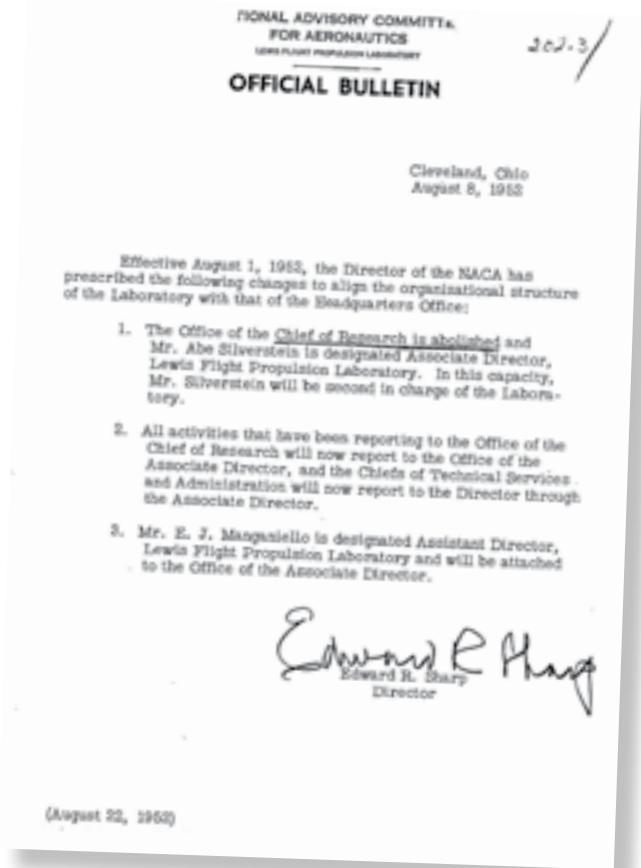 TIONAL ADVISORY COMMITTE
FOR AERONAUTICS
LEWIS FLIGHT PROPULSION LABORATORY
OFFICIAL BULLETIN
202-3/
Cleveland, Ohio
August 8, 1952
Effective August 1, 1952, the Director of the NACA has
prescribed the following changes to align the organizational structure
of the Laboratory with that of the Headquarters Office:
1. The Office of the Chief of Research is abolished and
Mr. Abe Silverstein is designated Associate Director,
Lewis Flight Propulsion Laboratory. In this capacity,
Mr. Silverstein will be second in charge of the Labora-
tory.
2. All activities that have been reporting to the Office of the
Chief of Research will now report to the Office of the
Associate Director, and the Chiefs of Technical Services
and Administration will now report to the Director through
the Associate Director.
3. Mr. E. J. Manganiello is designated Assistant Director,
Lewis Flight Propulsion Laboratory and will be attached
to the Office of the Associate Director.
Edward R Sharp
Edward R. Sharp
Director
(August 22, 1952)